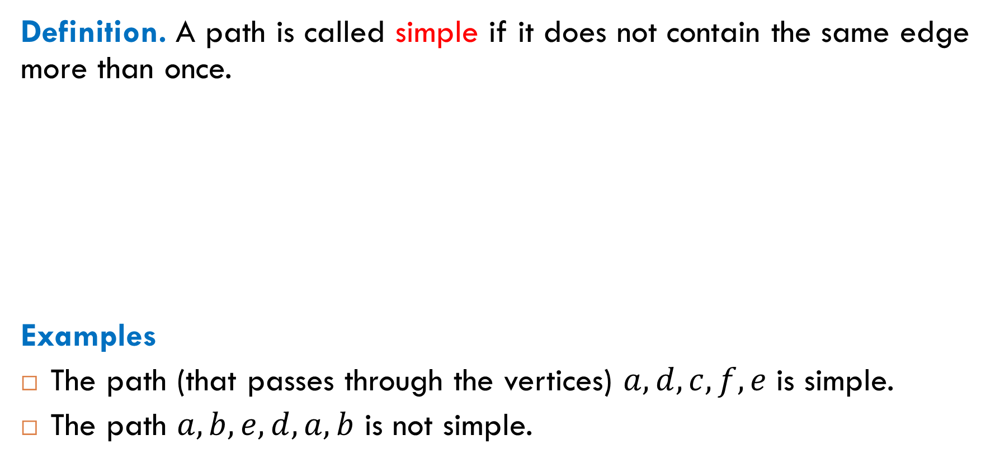 Definition. A path is called simple if it does not contain the same edge
more than once.
Examples
□ The path (that passes through the vertices) a, d, c, f, e is simple.
□ The path a, b, e, d, a, b is not simple.